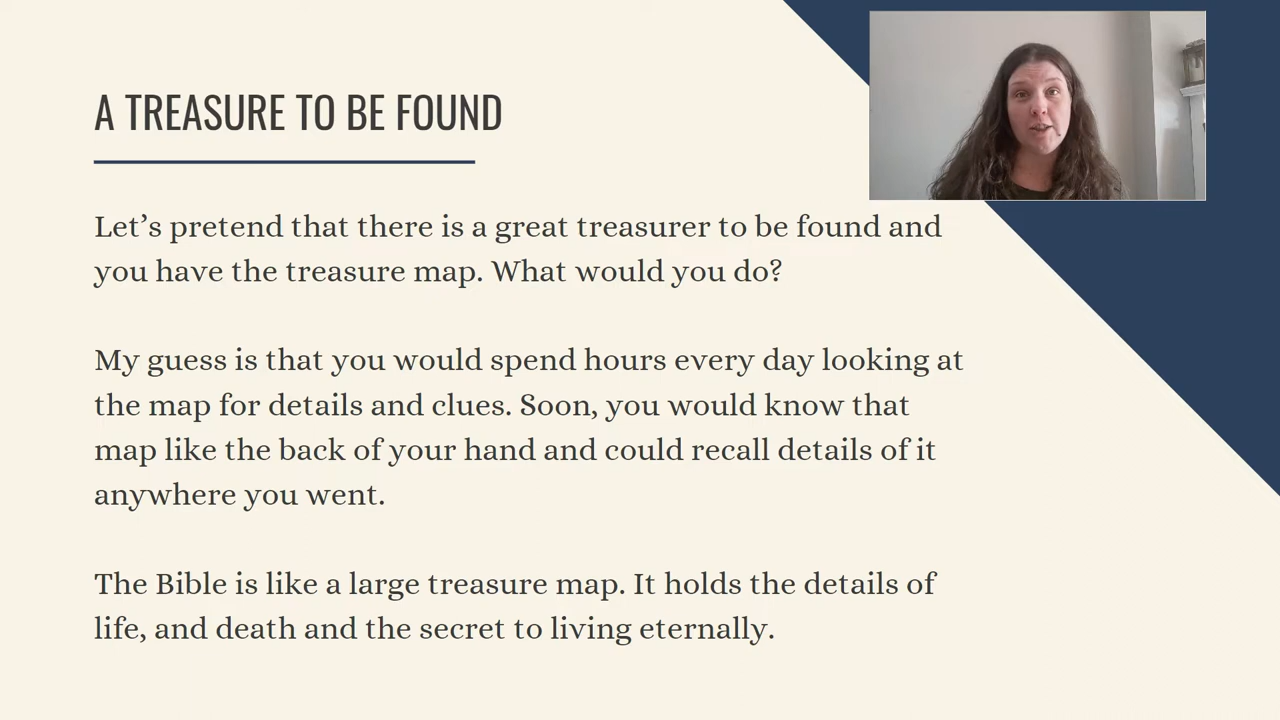 A TREASURE TO BE FOUND
Let’s pretend that there is a great treasurer to be found and
you have the treasure map. What would you do?
My guess is that you would spend hours every day looking at
the map for details and clues. Soon, you would know that
map like the back of your hand and could recall details of it
anywhere you went.
The Bible is like a large treasure map. It holds the details of
life, and death and the secret to living eternally.